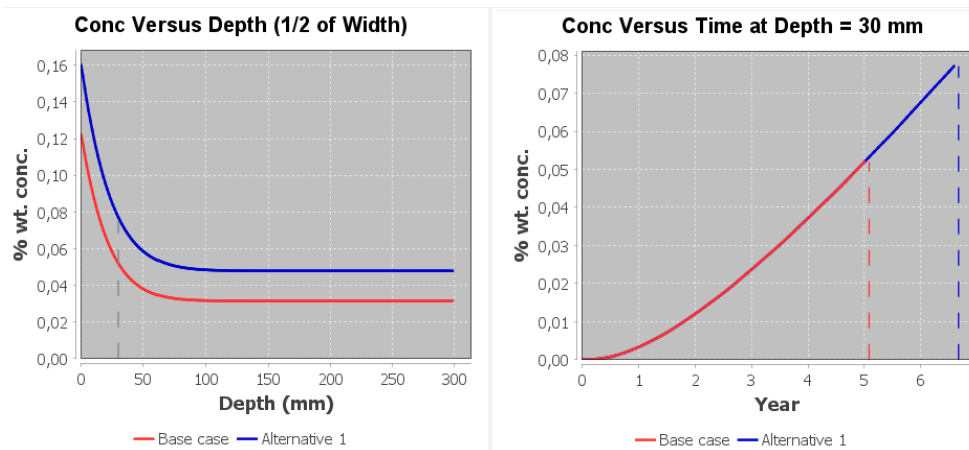 Conc Versus Depth (1/2 of Width)
% wt. conc.
0,16
0,14
0,12
0,10
0,08
0,06
0,04
0,02
0,00
0 50 100 150 200 250 300
Depth (mm)
Base case Alternative 1
Conc Versus Time at Depth = 30 mm
% wt. conc.
0,08
0,07
0,06
0,05
0,04
0,03
0,02
0,01
0,00
0 1 2 3 4 5 6
Year
Base case Alternative 1